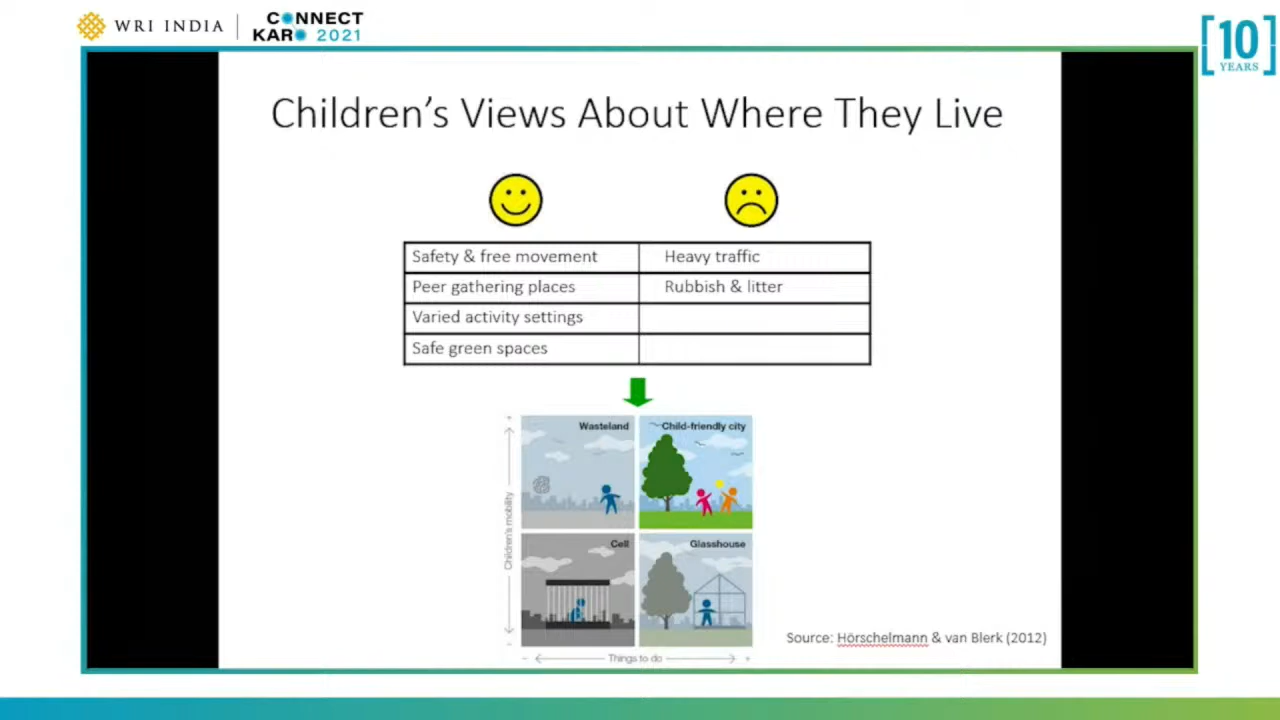 WRI INDIA
CONNECT
KARO 2021
[10]
YEARS
Children's Views About Where They Live
Safety & free movement Heavy traffic
Peer gathering places Rubbish & litter
Varied activity settings
Safe green spaces
Wasteland
Child-friendly city
Cell
Glasshouse
+
Children's mobility
-
- Things to do +
Source: Hörschelmann & van Blerk (2012)